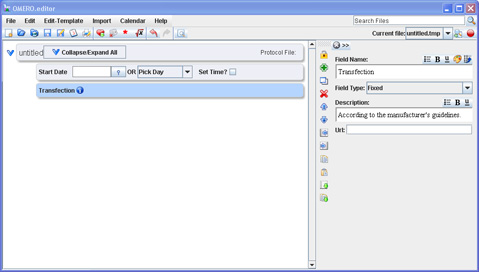 OMERO.editor
File Edit Edit-Template Import Calendar Help
Search Files
Current file: untitled.tmp
untitled Collapse/Expand All Protocol File:
>>
Field Name:
B U
Start Date OR Pick Day Set Time?
Transfection
Transfection
Field Type: Fixed
Description:
B U
According to the manufacturer's guidelines.
Url: